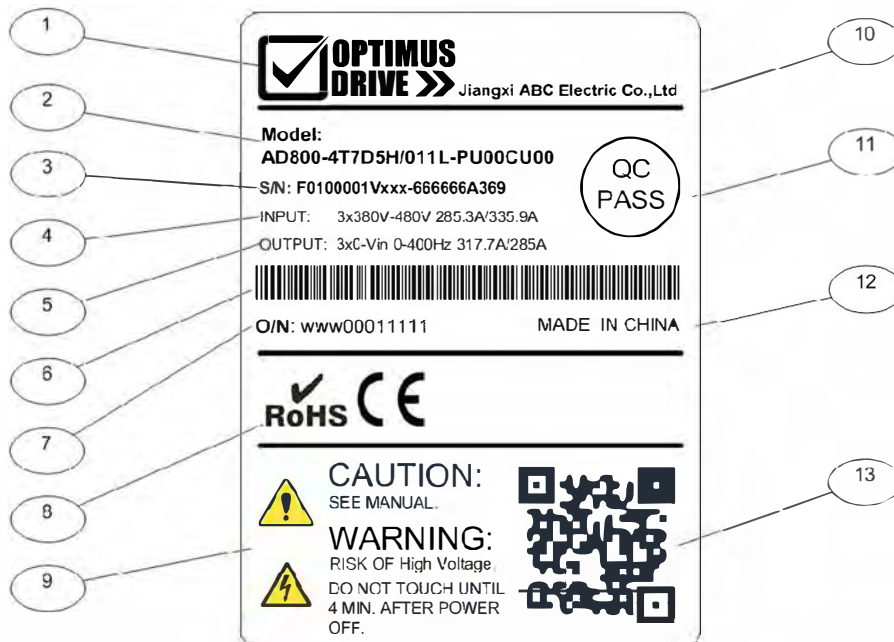 1
2
3
4
5
6
7
8
9
10
11
12
13
OPTIMUS
DRIVE
Jiangxi ABC Electric Co.,Ltd
Model:
AD800-4T7D5H/011L-PU00CU00
S/N: F0100001Vxxx-666666A369
INPUT: 3x380V-480V 285.3A/335.9A
OUTPUT: 3x0-Vin 0-400Hz 317.7A/285A
QC
PASS
O/N: www00011111
MADE IN CHINA
RoHS CE
CAUTION:
SEE MANUAL.
WARNING:
RISK OF High Voltage
DO NOT TOUCH UNTIL
4 MIN. AFTER POWER
OFF.